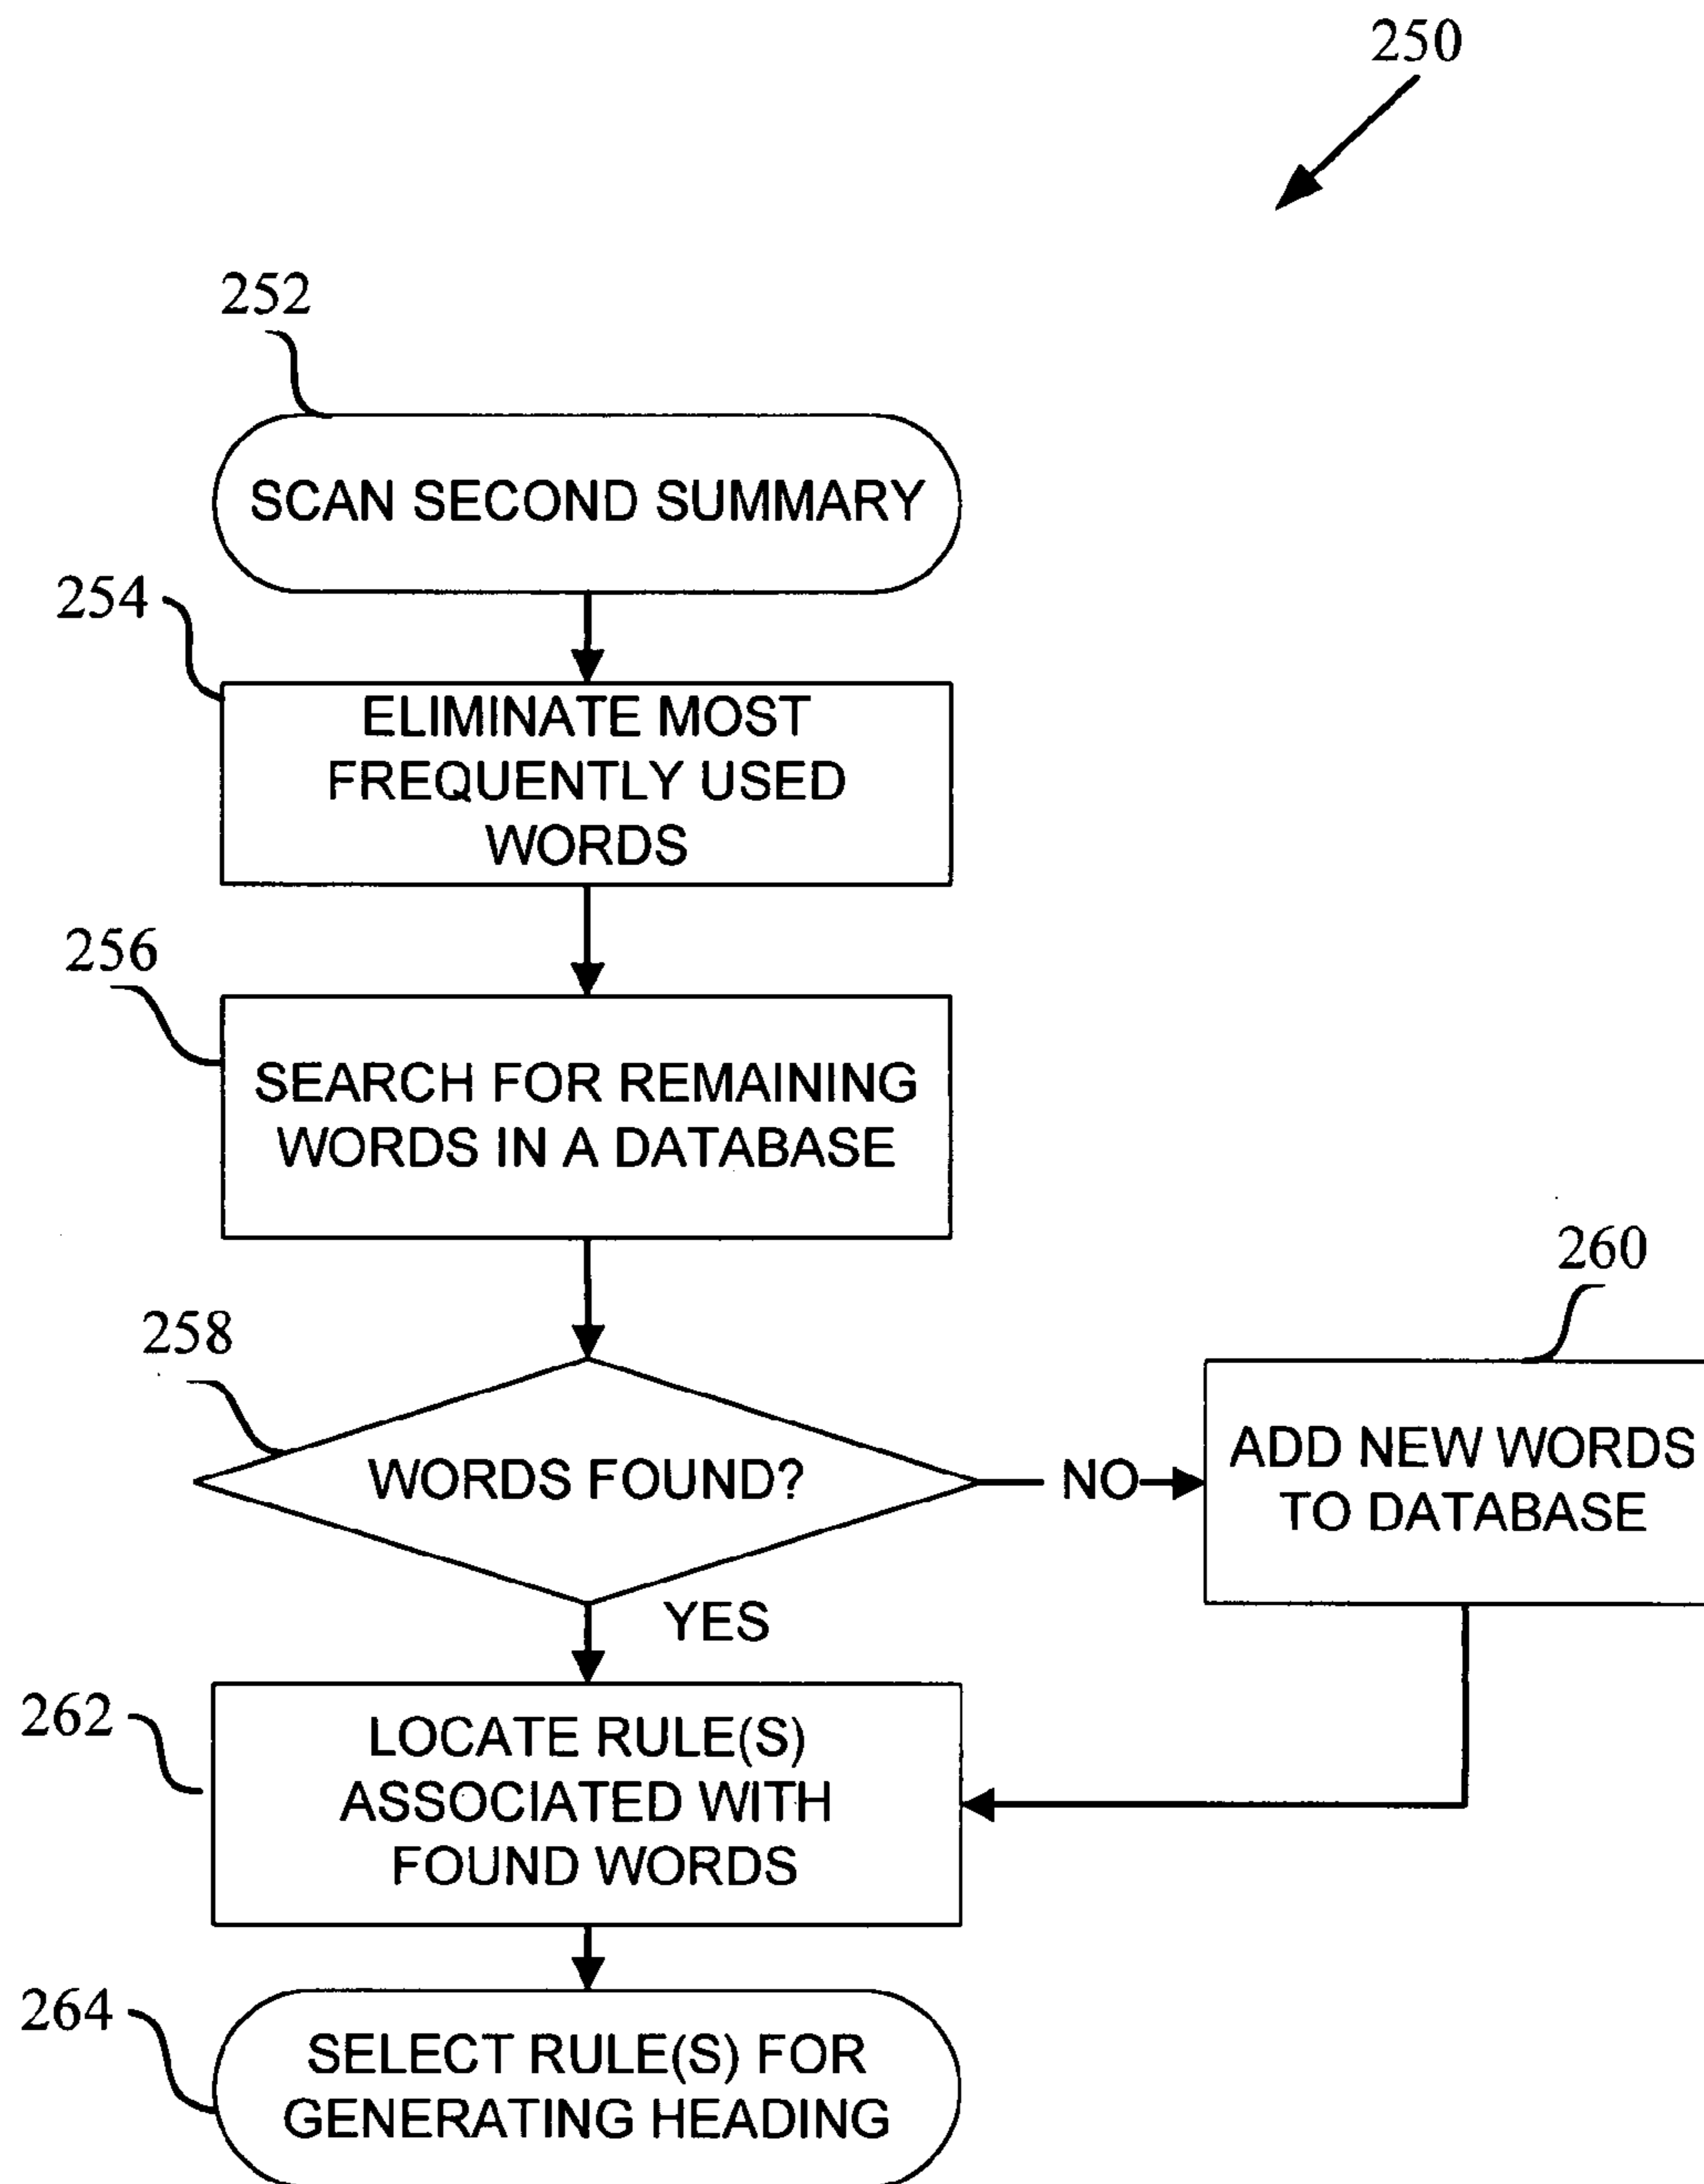 250
252
SCAN SECOND SUMMARY
254
ELIMINATE MOST
FREQUENTLY USED
WORDS
256
SEARCH FOR REMAINING
WORDS IN A DATABASE
258
WORDS FOUND?
NO
260
ADD NEW WORDS
TO DATABASE
YES
262
LOCATE RULE(S)
ASSOCIATED WITH
FOUND WORDS
264
SELECT RULE(S) FOR
GENERATING HEADING